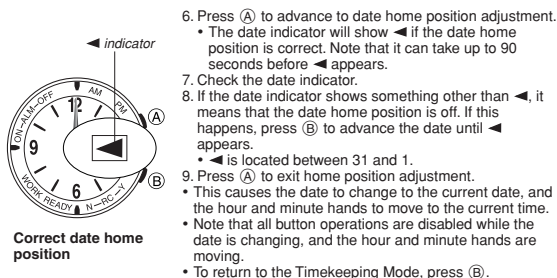 ◄ indicator
ON–ALM–OFF
AM
PM
12
9
6
WORK READY
N–RC–Y
Ⓐ
Ⓑ
Correct date home
position
6. Press Ⓐ to advance to date home position adjustment.
• The date indicator will show ◄ if the date home
position is correct. Note that it can take up to 90
seconds before ◄ appears.
7. Check the date indicator.
8. If the date indicator shows something other than ◄, it
means that the date home position is off. If this
happens, press Ⓑ to advance the date until ◄
appears.
• ◄ is located between 31 and 1.
9. Press Ⓐ to exit home position adjustment.
• This causes the date to change to the current date, and
the hour and minute hands to move to the current time.
• Note that all button operations are disabled while the
date is changing, and the hour and minute hands are
moving.
• To return to the Timekeeping Mode, press Ⓑ.